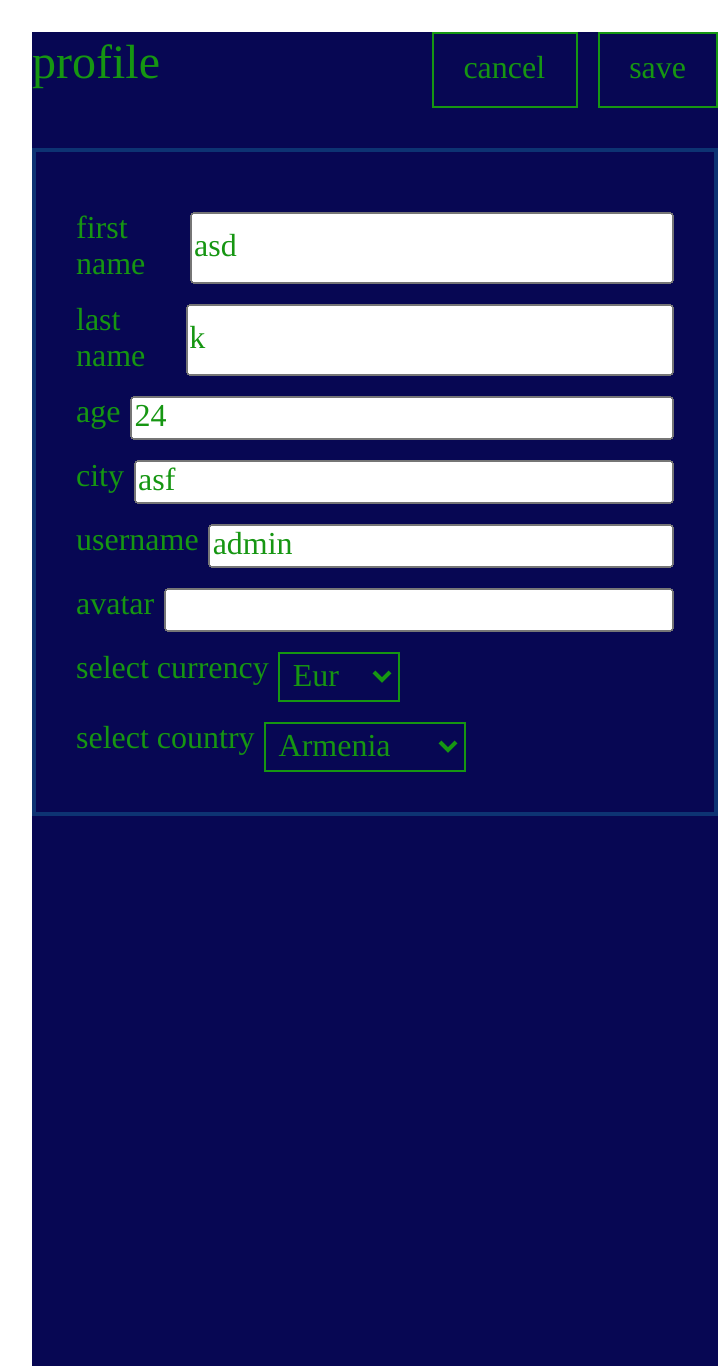 profile cancel save
first
name asd
last
name k
age 24
city asf
username admin
avatar
select currency Eur
select country Armenia